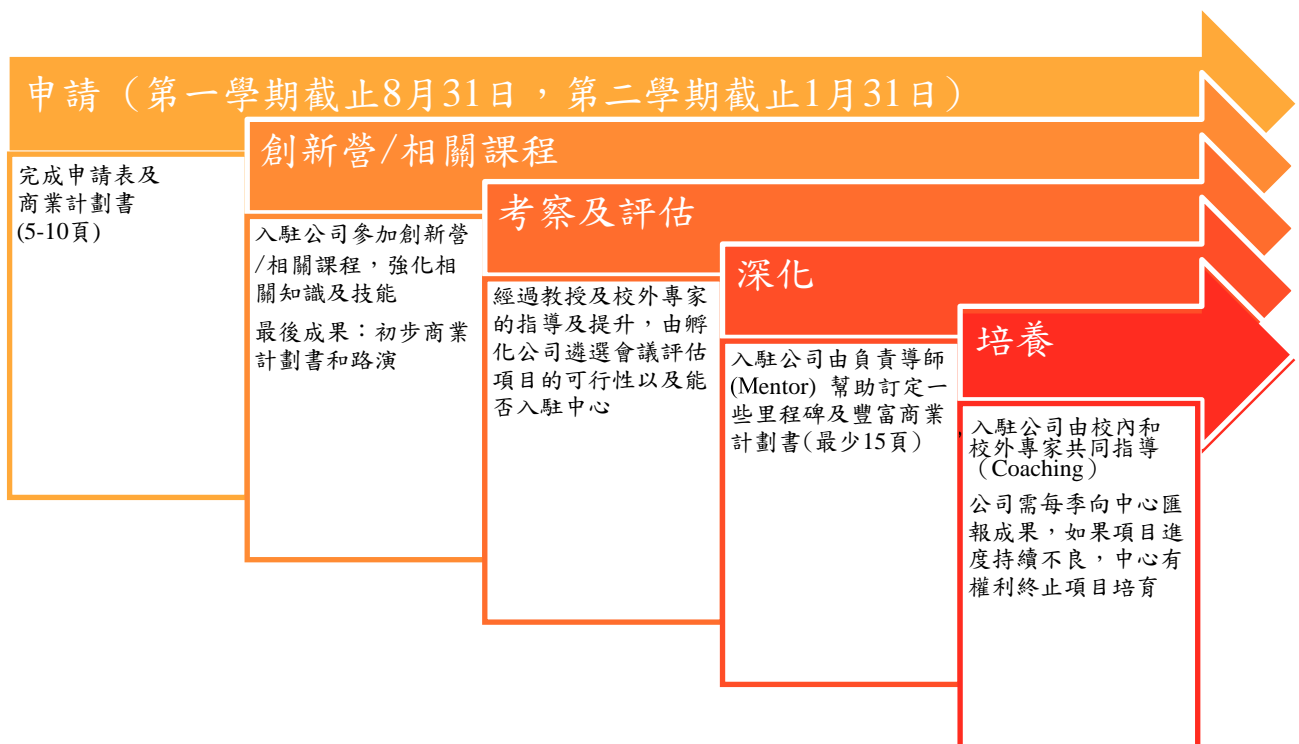 申請（第一學期截止8月31日，第二學期截止1月31日）
完成申請表及
商業計劃書
(5-10頁)
創新營/相關課程
入駐公司參加創新營
/相關課程，強化相
關知識及技能
最後成果：初步商業
計劃書和路演
考察及評估
經過教授及校外專家
的指導及提升，由孵
化公司遴選會議評估
項目的可行性以及能
否入駐中心
深化
入駐公司由負責導師
(Mentor) 幫助訂定一
些里程碑及豐富商業
計劃書(最少15頁)
培養
,入駐公司由校內和
校外專家共同指導
（Coaching）
公司需每季向中心匯
報成果，如果項目進
度持續不良，中心有
權利終止項目培育